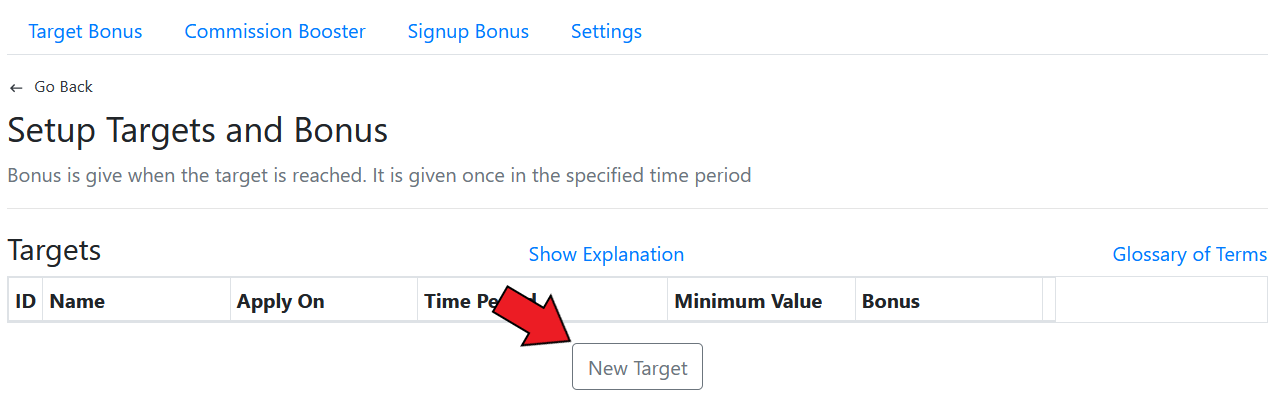 Target Bonus Commission Booster Signup Bonus Settings
← Go Back
Setup Targets and Bonus
Bonus is give when the target is reached. It is given once in the specified time period
Targets Show Explanation Glossary of Terms
ID Name Apply On Time Period Minimum Value Bonus
New Target